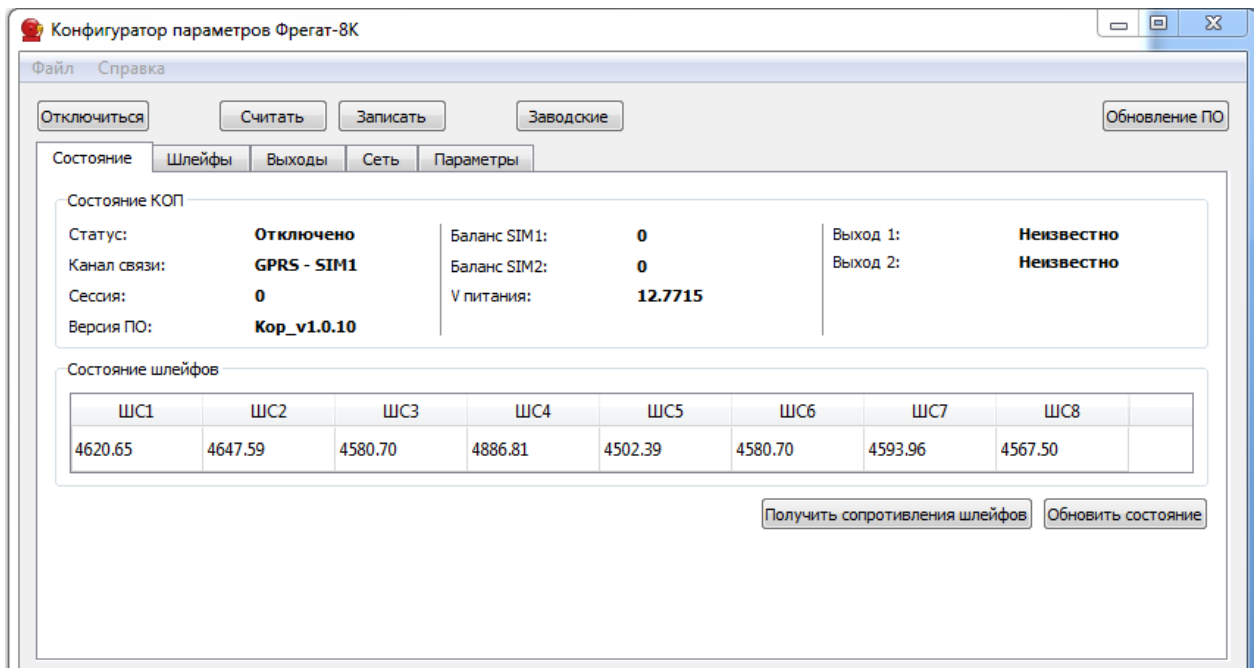 Конфигуратор параметров Фрегат-8К
Файл Справка
Отключиться Считать Записать Заводские Обновление ПО
Состояние Шлейфы Выходы Сеть Параметры
Состояние КОП
Статус: Отключено Баланс SIM1: 0 Выход 1: Неизвестно
Канал связи: GPRS - SIM1 Баланс SIM2: 0 Выход 2: Неизвестно
Сессия: 0 V питания: 12.7715
Версия ПО: Kop_v1.0.10
Состояние шлейфов
ШС1 ШС2 ШС3 ШС4 ШС5 ШС6 ШС7 ШС8
4620.65 4647.59 4580.70 4886.81 4502.39 4580.70 4593.96 4567.50
Получить сопротивления шлейфов Обновить состояние